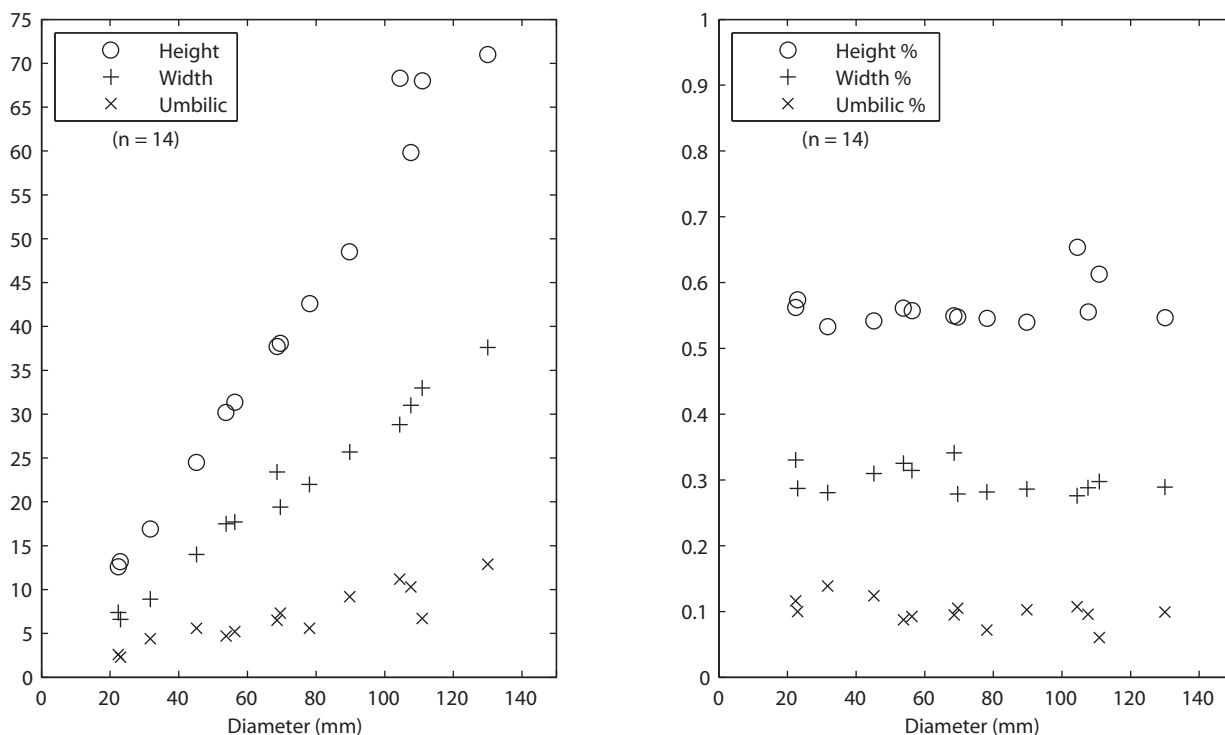 75
70
65
60
55
50
45
40
35
30
25
20
15
10
5
0
0 20 40 60 80 100 120 140
Diameter (mm)
Height
Width
Umbilic
(n = 14)
1
0.9
0.8
0.7
0.6
0.5
0.4
0.3
0.2
0.1
0
0 20 40 60 80 100 120 140
Diameter (mm)
Height %
Width %
Umbilic %
(n = 14)